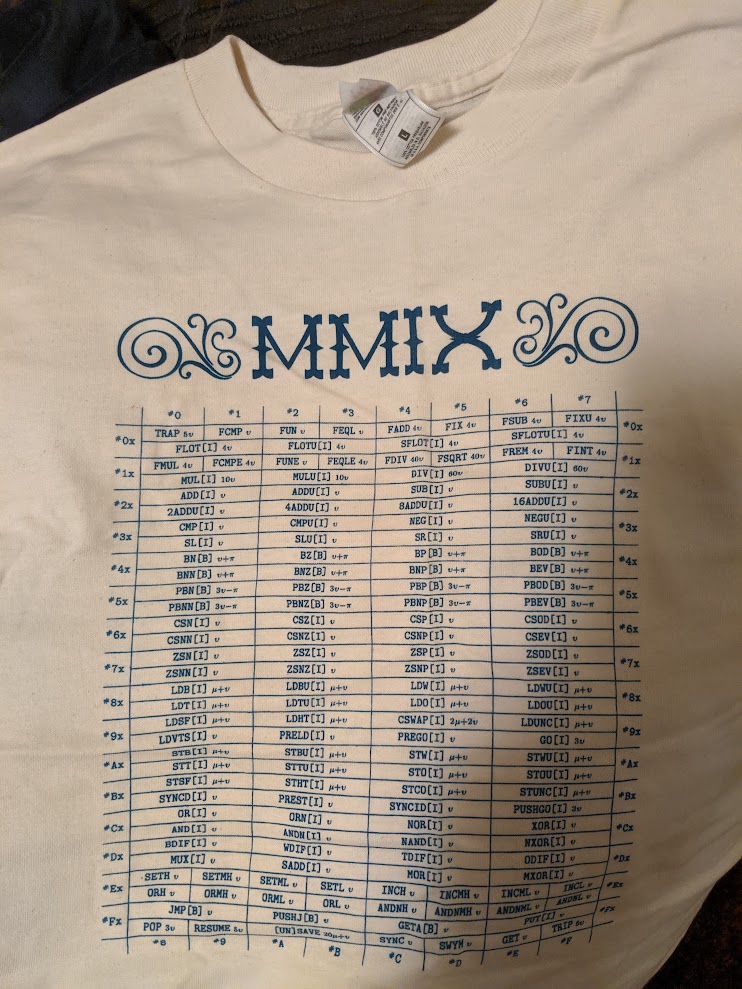 L
MMIX
#0 #1 #2 #3 #4 #5 #6 #7
#0x TRAP 5υ FCMP υ FUN υ FEQL υ FADD 4υ FIX 4υ FSUB 4υ FIXU 4υ #0x
FLOT[I] 4υ FLOTU[I] 4υ SFLOT[I] 4υ SFLOTU[I] 4υ
#1x FMUL 4υ FCMPE 4υ FUNE υ FEQLE 4υ FDIV 40υ FSQRT 40υ FREM 4υ FINT 4υ #1x
MUL[I] 10υ MULU[I] 10υ DIV[I] 60υ DIVU[I] 60υ
#2x ADD[I] υ ADDU[I] υ SUB[I] υ SUBU[I] υ #2x
2ADDU[I] υ 4ADDU[I] υ 8ADDU[I] υ 16ADDU[I] υ
#3x CMP[I] υ CMPU[I] υ NEG[I] υ NEGU[I] υ #3x
SL[I] υ SLU[I] υ SR[I] υ SRU[I] υ
#4x BN[B] υ+π BZ[B] υ+π BP[B] υ+π BOD[B] υ+π #4x
BNN[B] υ+π BNZ[B] υ+π BNP[B] υ+π BEV[B] υ+π
#5x PBN[B] 3υ−π PBZ[B] 3υ−π PBP[B] 3υ−π PBOD[B] 3υ−π #5x
PBNN[B] 3υ−π PBNZ[B] 3υ−π PBNP[B] 3υ−π PBEV[B] 3υ−π
#6x CSN[I] υ CSZ[I] υ CSP[I] υ CSOD[I] υ #6x
CSNN[I] υ CSNZ[I] υ CSNP[I] υ CSEV[I] υ
#7x ZSN[I] υ ZSZ[I] υ ZSP[I] υ ZSOD[I] υ #7x
ZSNN[I] υ ZSNZ[I] υ ZSNP[I] υ ZSEV[I] υ
#8x LDB[I] μ+υ LDBU[I] μ+υ LDW[I] μ+υ LDWU[I] μ+υ #8x
LDT[I] μ+υ LDTU[I] μ+υ LDO[I] μ+υ LDOU[I] μ+υ
#9x LDSF[I] μ+υ LDHT[I] μ+υ CSWAP[I] 2μ+2υ LDUNC[I] μ+υ #9x
LDVTS[I] υ PRELD[I] υ PREGO[I] υ GO[I] 3υ
#Ax STB[I] μ+υ STBU[I] μ+υ STW[I] μ+υ STWU[I] μ+υ #Ax
STT[I] μ+υ STTU[I] μ+υ STO[I] μ+υ STOU[I] μ+υ
#Bx STSF[I] μ+υ STHT[I] μ+υ STCO[I] μ+υ STUNC[I] μ+υ #Bx
SYNCD[I] υ PREST[I] υ SYNCID[I] υ PUSHGO[I] 3υ
#Cx OR[I] υ ORN[I] υ NOR[I] υ XOR[I] υ #Cx
AND[I] υ ANDN[I] υ NAND[I] υ NXOR[I] υ
#Dx BDIF[I] υ WDIF[I] υ TDIF[I] υ ODIF[I] υ #Dx
MUX[I] υ SADD[I] υ MOR[I] υ MXOR[I] υ
#Ex SETH υ SETMH υ SETML υ SETL υ INCH υ INCMH υ INCML υ INCL υ #Ex
ORH υ ORMH υ ORML υ ORL υ ANDNH υ ANDNMH υ ANDNML υ ANDNL υ
#Fx JMP[B] υ PUSHJ[B] υ GETA[B] υ PUT[I] υ #Fx
POP 3υ RESUME 5υ [UN]SAVE 20μ+υ SYNC υ SWYM υ GET υ TRIP 5υ
#8 #9 #A #B #C #D #E #F